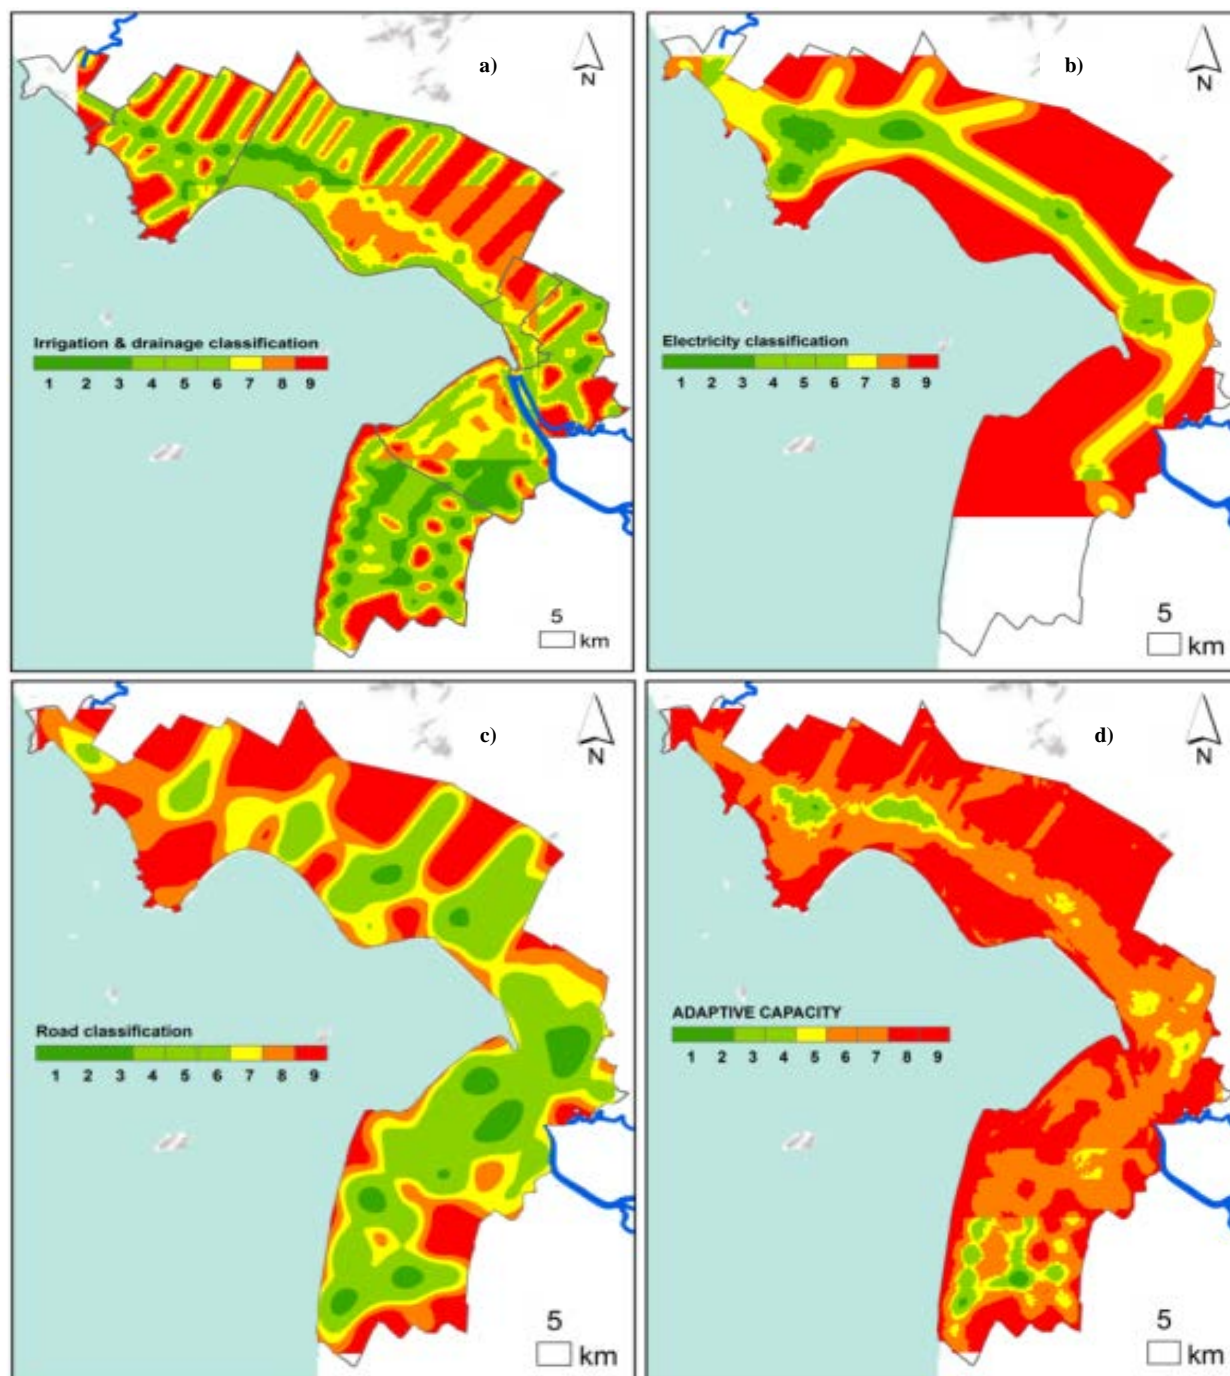 a)
N
Irrigation & drainage classification
1 2 3 4 5 6 7 8 9
5
km
b)
N
Electricity classification
1 2 3 4 5 6 7 8 9
5
km
c)
N
Road classification
1 2 3 4 5 6 7 8 9
5
km
d)
N
ADAPTIVE CAPACITY
1 2 3 4 5 6 7 8 9
5
km